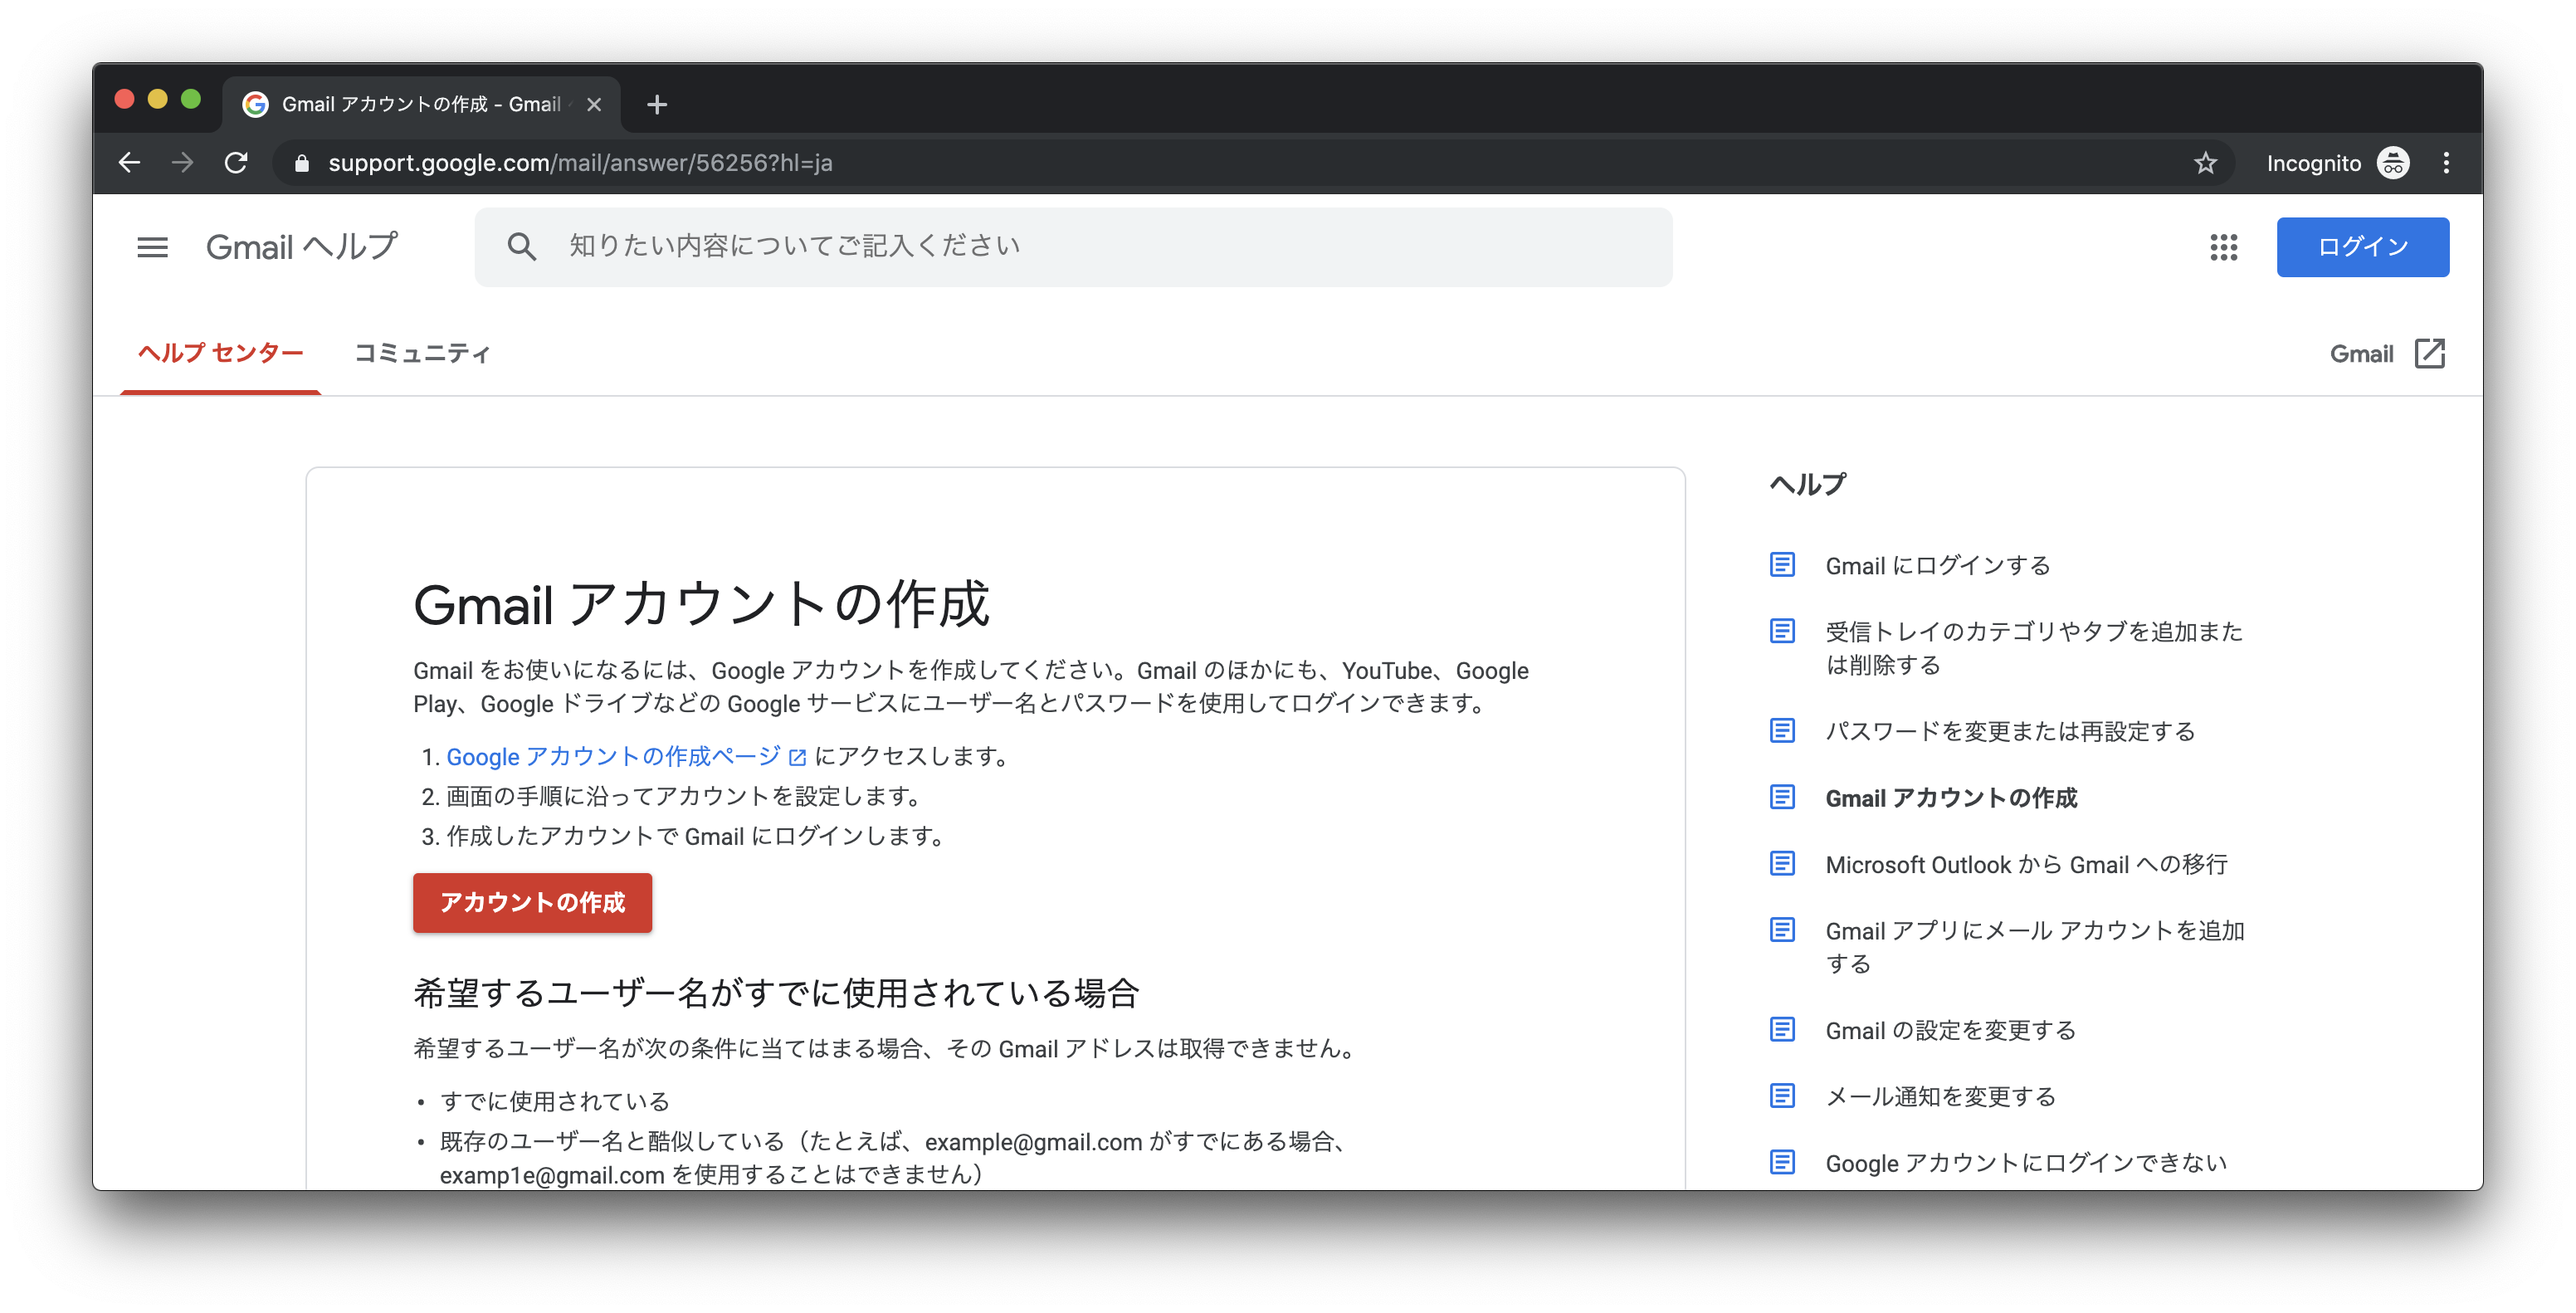 Gmail アカウントの作成 - Gmail
support.google.com/mail/answer/56256?hl=ja
Incognito
Gmail ヘルプ
知りたい内容についてご記入ください
ログイン
ヘルプ センター
コミュニティ
Gmail
Gmail アカウントの作成
Gmail をお使いになるには、Google アカウントを作成してください。Gmail のほかにも、YouTube、Google
Play、Google ドライブなどの Google サービスにユーザー名とパスワードを使用してログインできます。
1. Google アカウントの作成ページ にアクセスします。
2. 画面の手順に沿ってアカウントを設定します。
3. 作成したアカウントで Gmail にログインします。
アカウントの作成
希望するユーザー名がすでに使用されている場合
希望するユーザー名が次の条件に当てはまる場合、その Gmail アドレスは取得できません。
• すでに使用されている
• 既存のユーザー名と酷似している（たとえば、example@gmail.com がすでにある場合、
examp1e@gmail.com を使用することはできません）
ヘルプ
Gmail にログインする
受信トレイのカテゴリやタブを追加また
は削除する
パスワードを変更または再設定する
Gmail アカウントの作成
Microsoft Outlook から Gmail への移行
Gmail アプリにメール アカウントを追加
する
Gmail の設定を変更する
メール通知を変更する
Google アカウントにログインできない